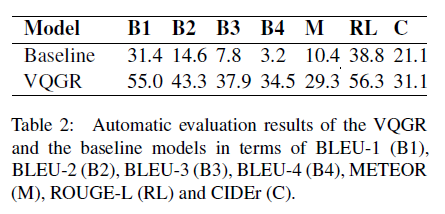 Model B1 B2 B3 B4 M RL C
Baseline 31.4 14.6 7.8 3.2 10.4 38.8 21.1
VQGR 55.0 43.3 37.9 34.5 29.3 56.3 31.1
Table 2: Automatic evaluation results of the VQGR
and the baseline models in terms of BLEU-1 (B1),
BLEU-2 (B2), BLEU-3 (B3), BLEU-4 (B4), METEOR
(M), ROUGE-L (RL) and CIDEr (C).